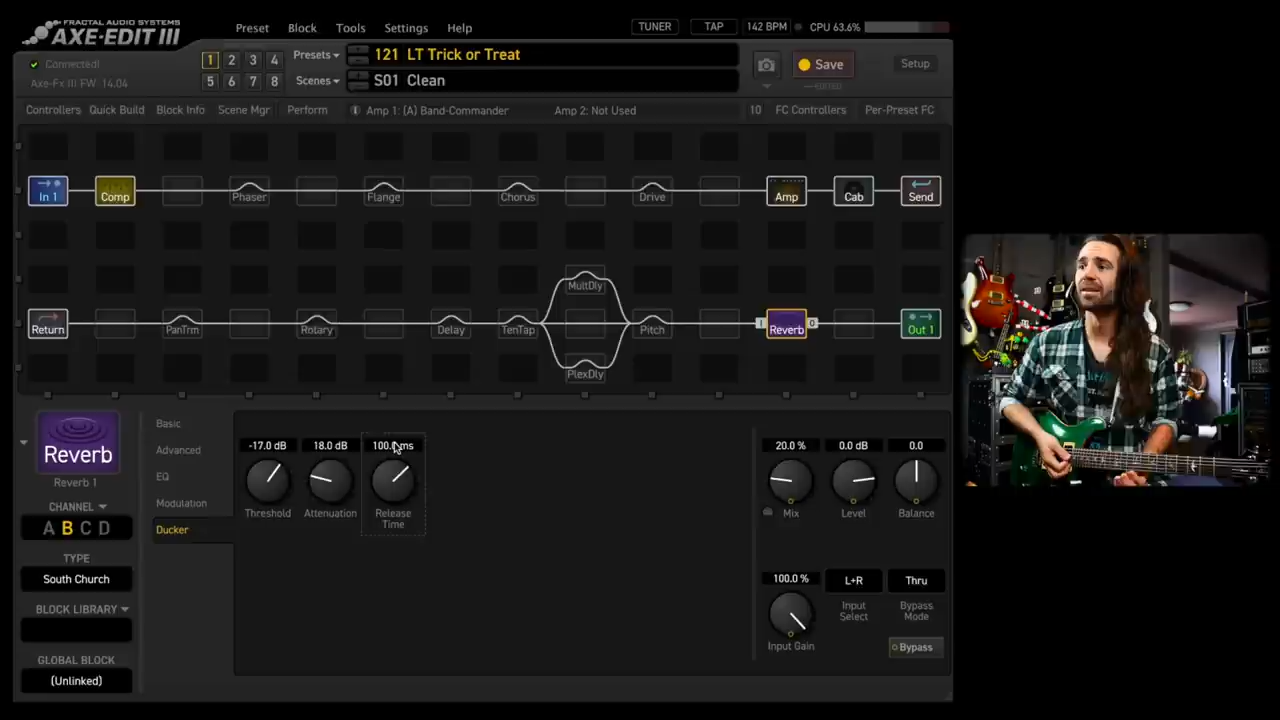 FRACTAL AUDIO SYSTEMS
AXE-EDIT III
Preset Block Tools Settings Help
TUNER TAP 142 BPM CPU 63.6%
Connected!
Axe-Fx III FW 14.04
1 2 3 4
5 6 7 8
Presets 121 LT Trick or Treat
Scenes S01 Clean
Save
EDITED
Setup
Controllers Quick Build Block Info Scene Mgr Perform Amp 1: (A) Band-Commander Amp 2: Not Used 10 FC Controllers Per-Preset FC
In 1 Comp Phaser Flange Chorus Drive Amp Cab Send
MultDly
Return PanTrm Rotary Delay TenTap Pitch Reverb Out 1
PlexDly
Reverb
Reverb 1
CHANNEL
A B C D
TYPE
South Church
BLOCK LIBRARY
GLOBAL BLOCK
(Unlinked)
Basic
Advanced
EQ
Modulation
Ducker
-17.0 dB 18.0 dB 100.0 ms
Threshold Attenuation Release Time
20.0 % 0.0 dB 0.0
Mix Level Balance
100.0 % L+R Thru
Input Gain Input Select Bypass Mode
Bypass